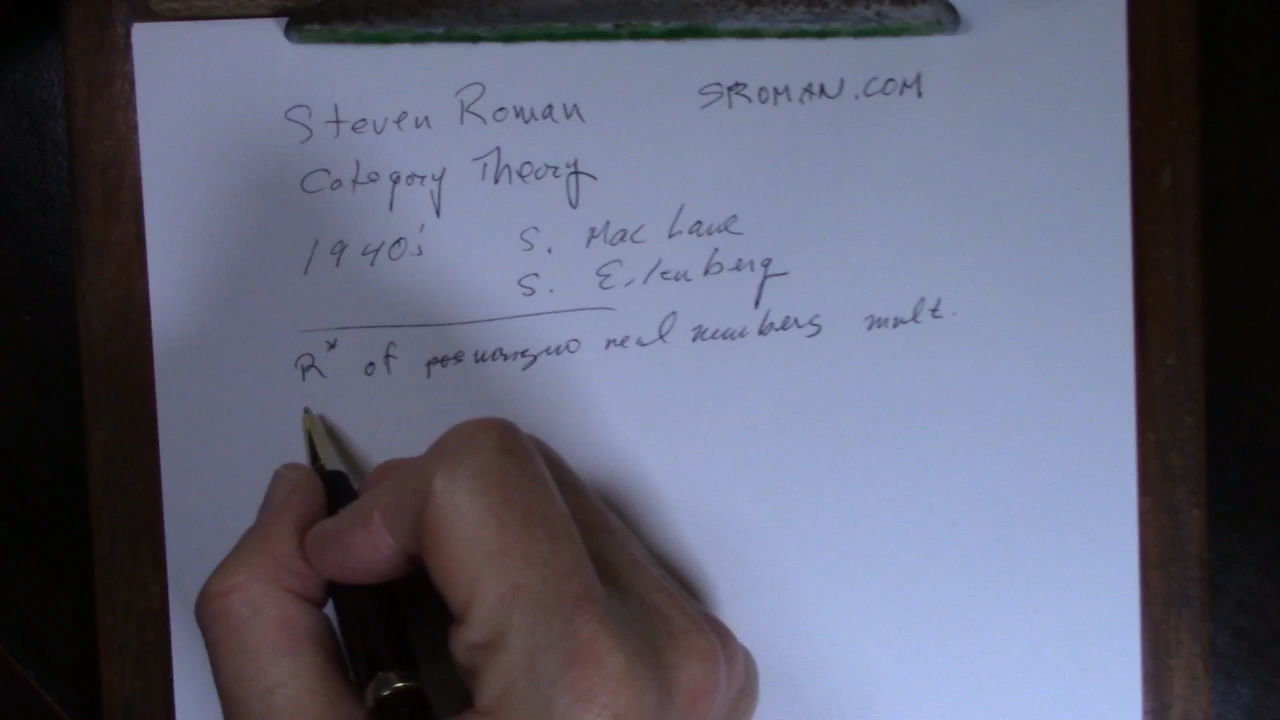 Steven Roman SROMAN.COM
Category Theory
1940's S. Mac Lane
S. Eilenberg
R* of real numbers mult.